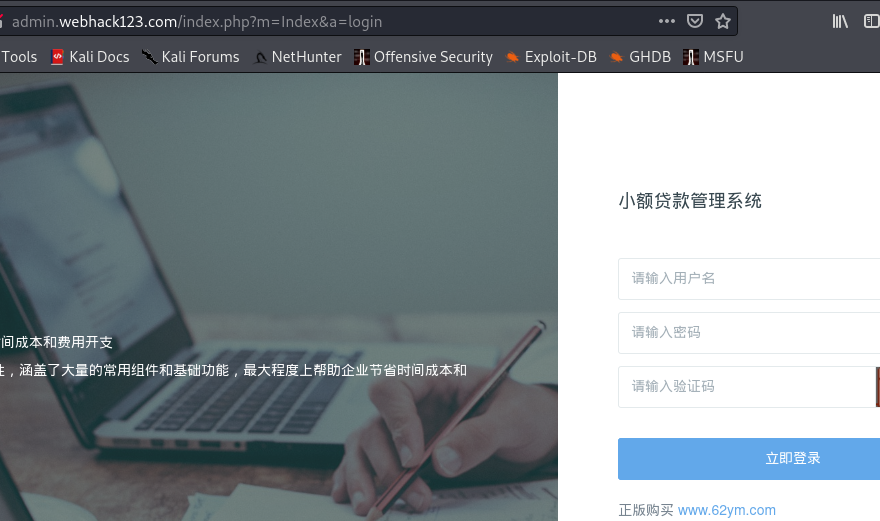 admin.webhack123.com/index.php?m=Index&a=login
Tools Kali Docs Kali Forums NetHunter Offensive Security Exploit-DB GHDB MSFU
小额贷款管理系统
请输入用户名
请输入密码
间成本和费用开支
，涵盖了大量的常用组件和基础功能，最大程度上帮助企业节省时间成本和
请输入验证码
立即登录
正版购买 www.62ym.com